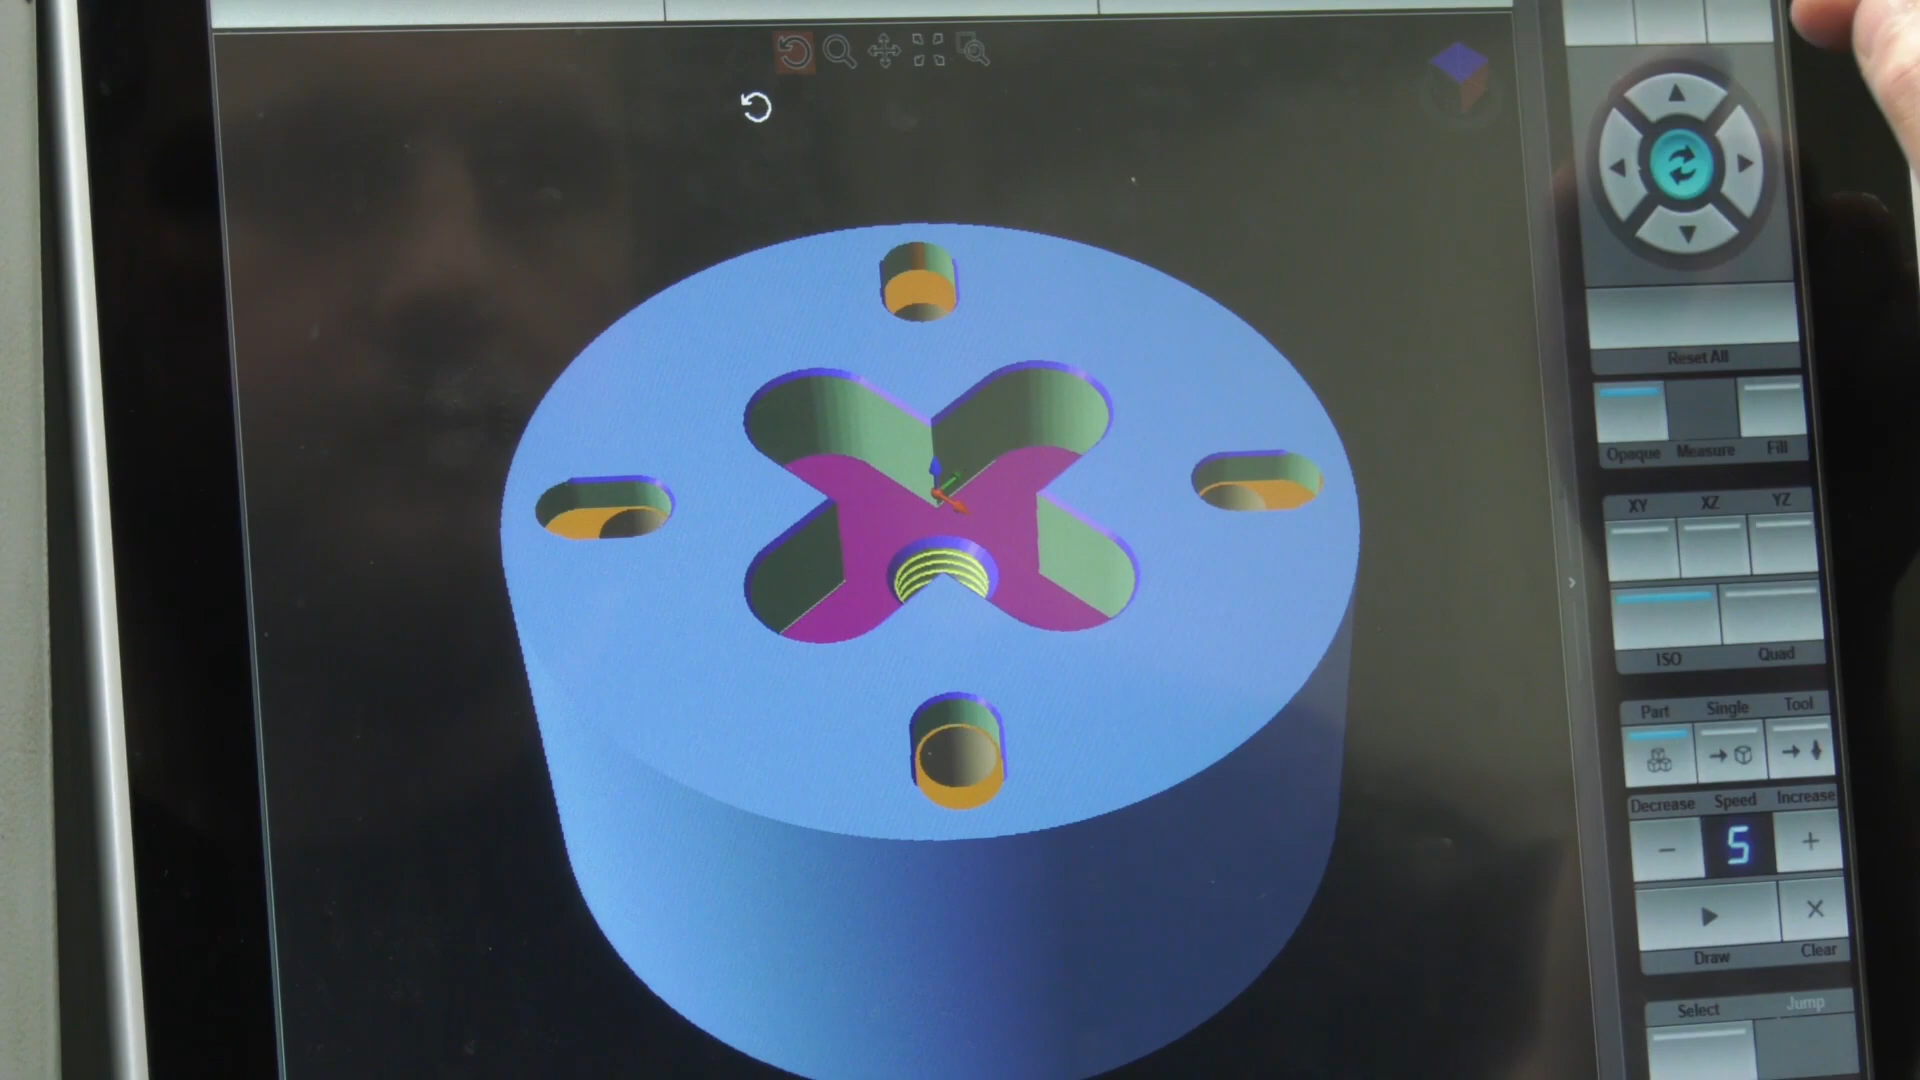 Reset All
Opaque Measure Fill
XY XZ YZ
ISO Quad
Part Single Tool
Decrease Speed Increase
5
Draw Clear
Select Jump